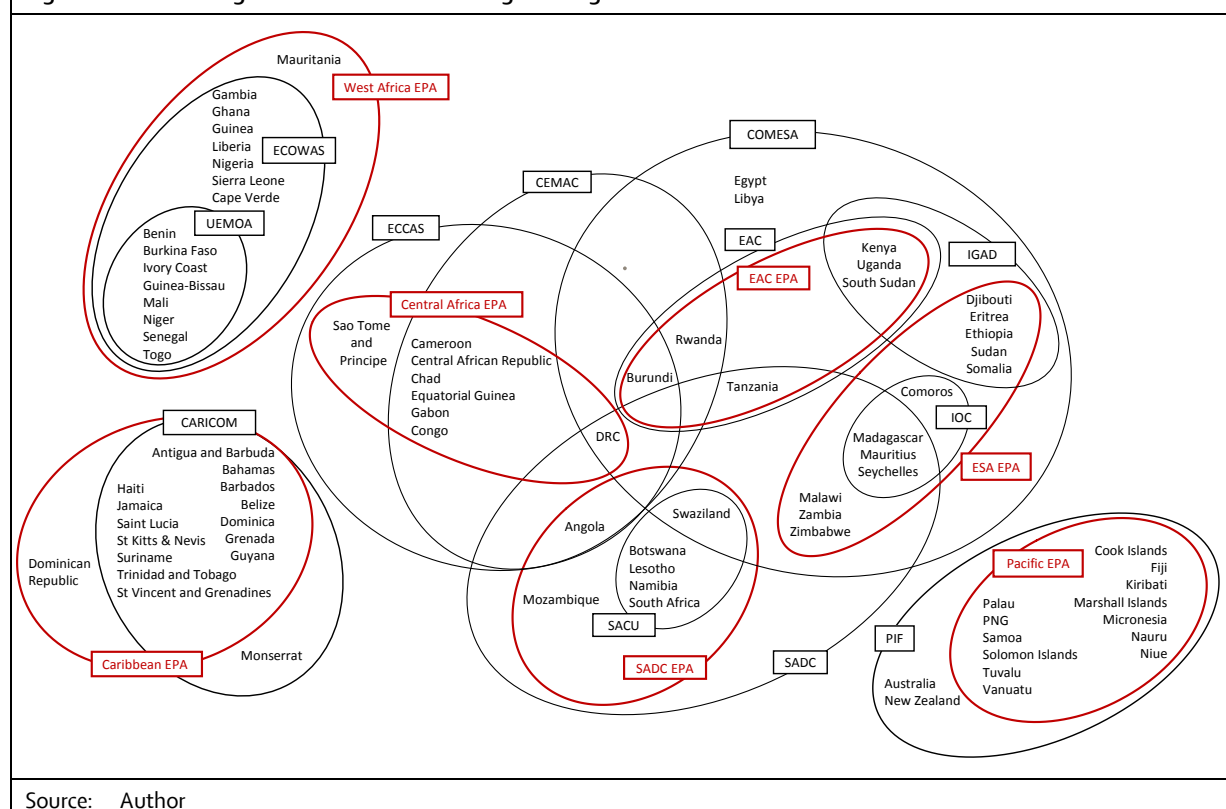 Mauritania
West Africa EPA
Gambia
Ghana
Guinea
Liberia
Nigeria
Sierra Leone
Cape Verde
ECOWAS
UEMOA
Benin
Burkina Faso
Ivory Coast
Guinea-Bissau
Mali
Niger
Senegal
Togo
COMESA
CEMAC
Egypt
Libya
ECCAS
EAC
EAC EPA
Kenya
Uganda
South Sudan
IGAD
Central Africa EPA
Sao Tome
and
Principe
Cameroon
Central African Republic
Chad
Equatorial Guinea
Gabon
Congo
DRC
Rwanda
Burundi
Tanzania
Djibouti
Eritrea
Ethiopia
Sudan
Somalia
Comoros
IOC
Madagascar
Mauritius
Seychelles
ESA EPA
Malawi
Zambia
Zimbabwe
CARICOM
Antigua and Barbuda
Bahamas
Barbados
Belize
Dominica
Grenada
Guyana
Haiti
Jamaica
Saint Lucia
St Kitts & Nevis
Suriname
Trinidad and Tobago
St Vincent and Grenadines
Dominican
Republic
Caribbean EPA
Monserrat
Angola
Swaziland
Botswana
Lesotho
Namibia
South Africa
Mozambique
SACU
SADC EPA
SADC
Pacific EPA
Cook Islands
Fiji
Kiribati
Marshall Islands
Micronesia
Nauru
Niue
Palau
PNG
Samoa
Solomon Islands
Tuvalu
Vanuatu
PIF
Australia
New Zealand
Source: Author